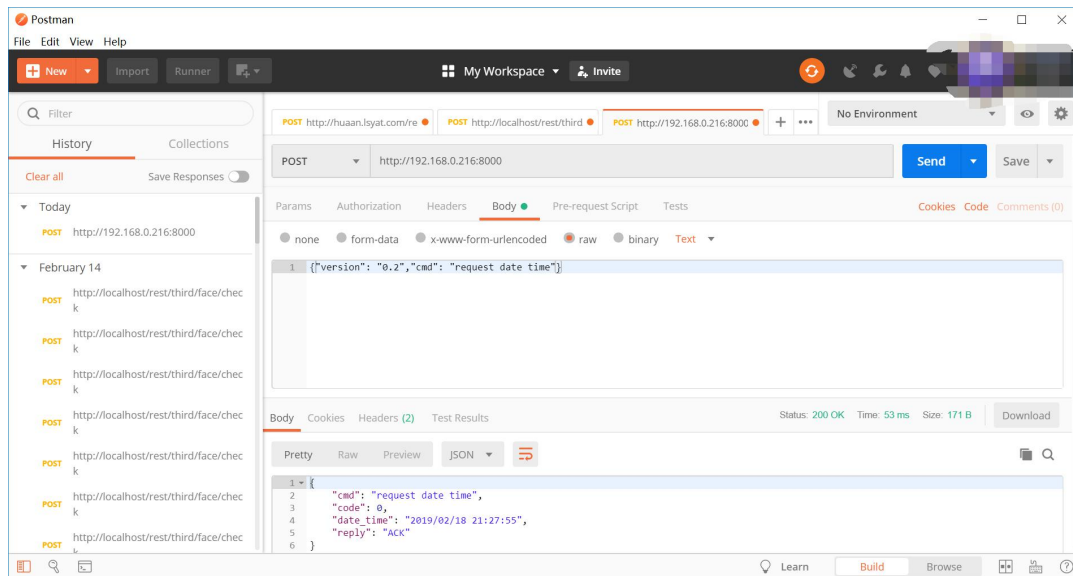 Postman
File Edit View Help
New
Import
Runner
My Workspace
Invite
Filter
History
Collections
Clear all
Save Responses
Today
POST http://192.168.0.216:8000
February 14
POST http://localhost/rest/third/face/chec
k
POST http://localhost/rest/third/face/chec
k
POST http://localhost/rest/third/face/chec
k
POST http://localhost/rest/third/face/chec
k
POST http://localhost/rest/third/face/chec
k
POST http://localhost/rest/third/face/chec
k
POST http://localhost/rest/third/face/chec
k
POST http://huaan.lsyat.com/re
POST http://localhost/rest/third
POST http://192.168.0.216:8000
No Environment
POST
http://192.168.0.216:8000
Send
Save
Params
Authorization
Headers
Body
Pre-request Script
Tests
Cookies
Code
Comments (0)
none
form-data
x-www-form-urlencoded
raw
binary
Text
1 {"version": "0.2","cmd": "request date time"}
Body
Cookies
Headers (2)
Test Results
Status: 200 OK
Time: 53 ms
Size: 171 B
Download
Pretty
Raw
Preview
JSON
1 {
2 "cmd": "request date time",
3 "code": 0,
4 "date_time": "2019/02/18 21:27:55",
5 "reply": "ACK"
6 }
Learn
Build
Browse